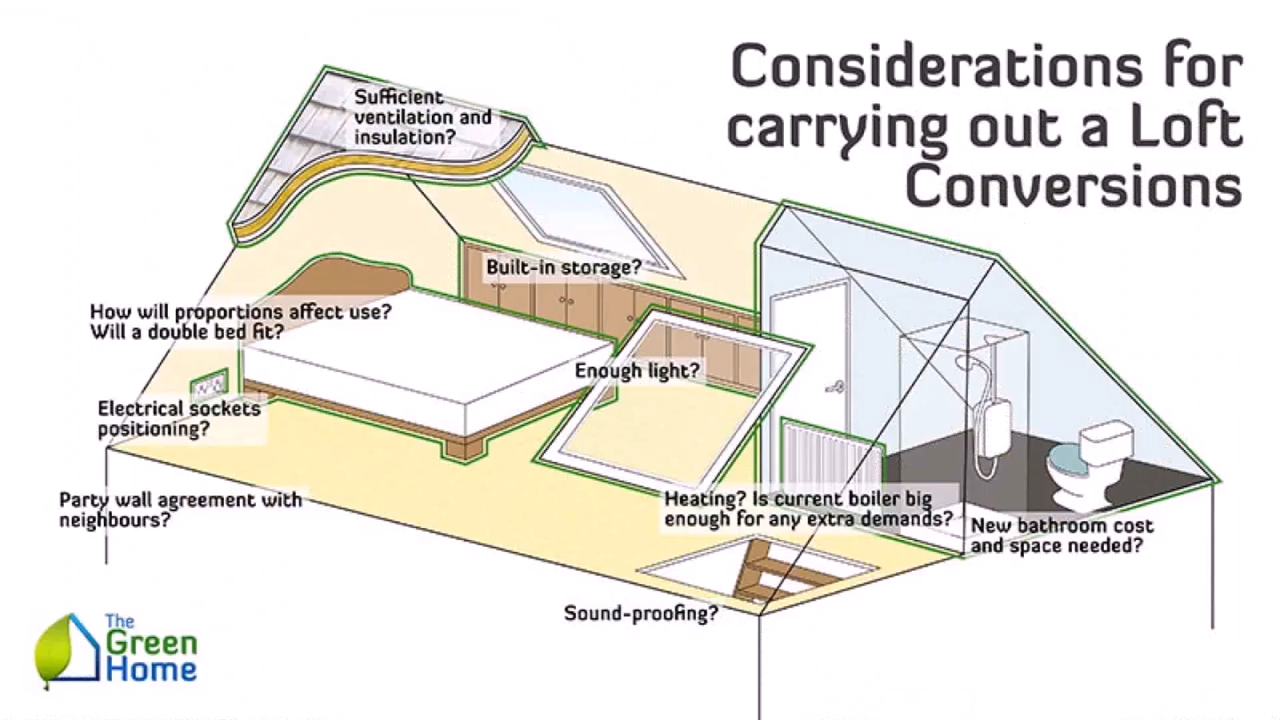 Considerations for
carrying out a Loft
Conversions
Sufficient
ventilation and
insulation?
Built-in storage?
How will proportions affect use?
Will a double bed fit?
Enough light?
Electrical sockets
positioning?
Party wall agreement with
neighbours?
Heating? Is current boiler big
enough for any extra demands?
New bathroom cost
and space needed?
Sound-proofing?
The
Green
Home